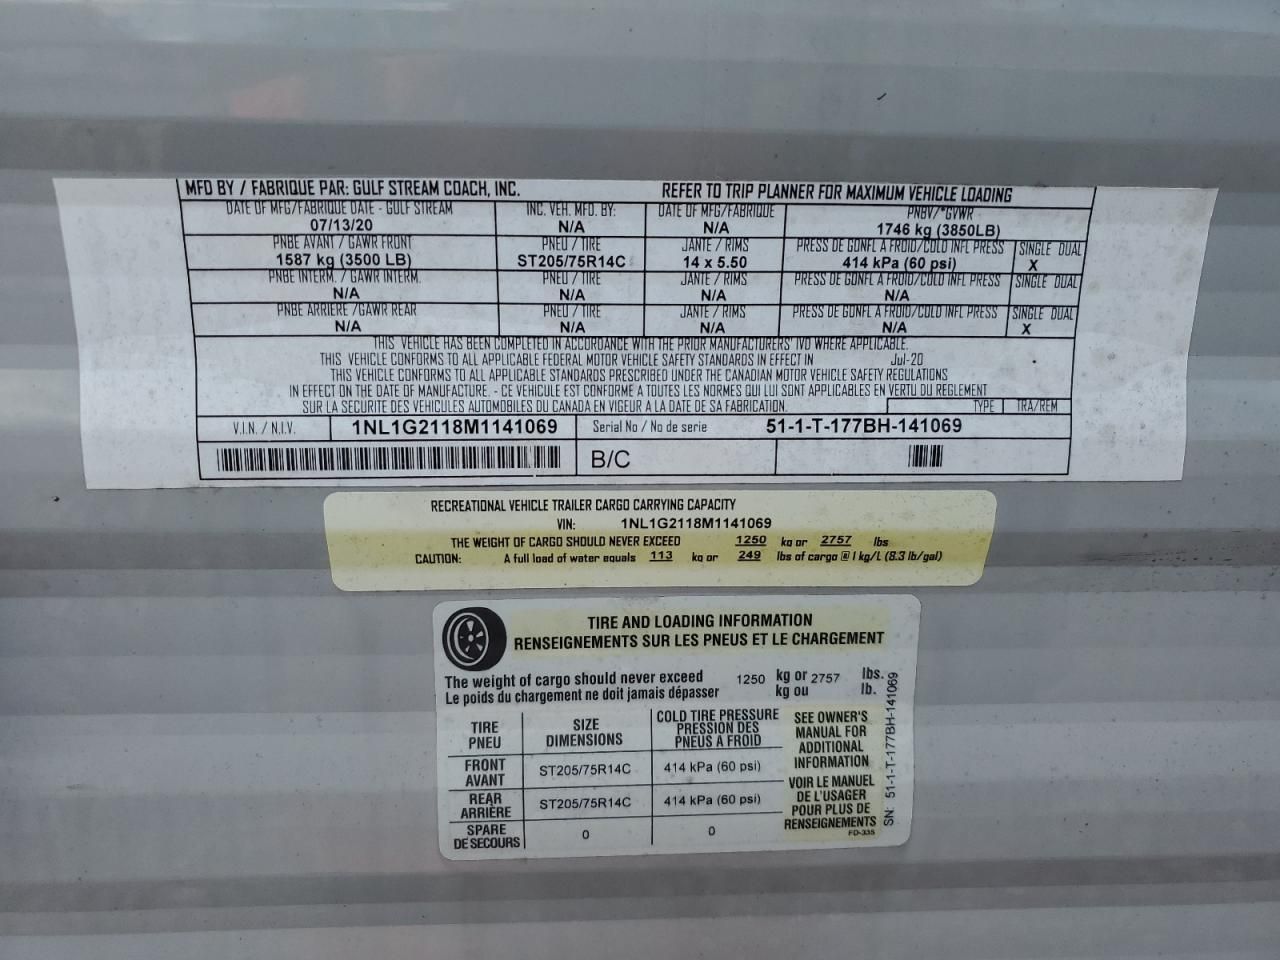 MFD BY / FABRIQUE PAR: GULF STREAM COACH, INC. REFER TO TRIP PLANNER FOR MAXIMUM VEHICLE LOADING
DATE OF MFG/FABRIQUE DATE - GULF STREAM INC. VEH. MFD. BY: DATE OF MFG/FABRIQUE PNBV/*GVWR
07/13/20 N/A N/A 1746 kg (3850LB)
PNBE AVANT / GAWR FRONT PNEU / TIRE JANTE / RIMS PRESS DE GONFL A FROID/COLD INFL PRESS SINGLE DUAL
1587 kg (3500 LB) ST205/75R14C 14 x 5.50 414 kPa (60 psi) X
PNBE INTERM. / GAWR INTERM. PNEU / TIRE JANTE / RIMS PRESS DE GONFL A FROID/COLD INFL PRESS SINGLE DUAL
N/A N/A N/A N/A
PNBE ARRIERE /GAWR REAR PNEU / TIRE JANTE / RIMS PRESS DE GONFL A FROID/COLD INFL PRESS SINGLE DUAL
N/A N/A N/A N/A X
THIS VEHICLE HAS BEEN COMPLETED IN ACCORDANCE WITH THE PRIOR MANUFACTURERS' IVD WHERE APPLICABLE.
THIS VEHICLE CONFORMS TO ALL APPLICABLE FEDERAL MOTOR VEHICLE SAFETY STANDARDS IN EFFECT IN Jul-20
THIS VEHICLE CONFORMS TO ALL APPLICABLE STANDARDS PRESCRIBED UNDER THE CANADIAN MOTOR VEHICLE SAFETY REGULATIONS
IN EFFECT ON THE DATE OF MANUFACTURE. - CE VEHICULE EST CONFORME A TOUTES LES NORMES QUI LUI SONT APPLICABLES EN VERTU DU REGLEMENT
SUR LA SECURITE DES VEHICULES AUTOMOBILES DU CANADA EN VIGEUR A LA DATE DE SA FABRICATION. TYPE TRA/REM
V.I.N. / N.I.V. 1NL1G2118M1141069 Serial No / No de serie 51-1-T-177BH-141069
B/C
RECREATIONAL VEHICLE TRAILER CARGO CARRYING CAPACITY
VIN: 1NL1G2118M1141069
THE WEIGHT OF CARGO SHOULD NEVER EXCEED 1250 kg or 2757 lbs
CAUTION: A full load of water equals 113 kg or 249 lbs of cargo @ 1 kg/L (8.3 lb/gal)
TIRE AND LOADING INFORMATION
RENSEIGNEMENTS SUR LES PNEUS ET LE CHARGEMENT
The weight of cargo should never exceed 1250 kg or 2757 lbs.
Le poids du chargement ne doit jamais dépasser kg ou lb.
TIRE
PNEU
SIZE
DIMENSIONS
COLD TIRE PRESSURE
PRESSION DES
PNEUS A FROID
FRONT
AVANT
ST205/75R14C 414 kPa (60 psi)
REAR
ARRIÈRE
ST205/75R14C 414 kPa (60 psi)
SPARE
DE SECOURS
0 0
SEE OWNER'S
MANUAL FOR
ADDITIONAL
INFORMATION
VOIR LE MANUEL
DE L'USAGER
POUR PLUS DE
RENSEIGNEMENTS
FD-335
SN: 51-1-T-177BH-141069